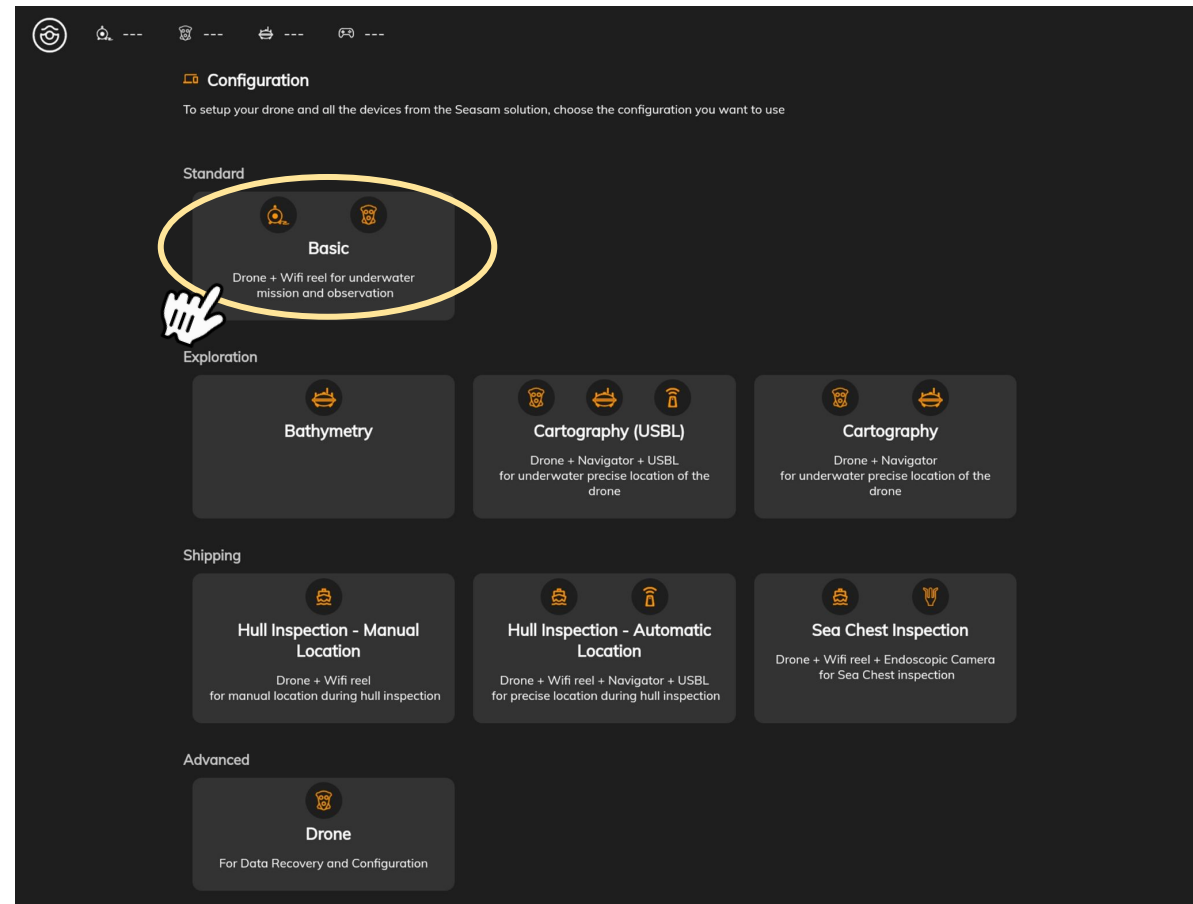 --- --- --- ---
Configuration
To setup your drone and all the devices from the Seasam solution, choose the configuration you want to use
Standard
Basic
Drone + Wifi reel for underwater
mission and observation
Exploration
Bathymetry
Cartography (USBL)
Drone + Navigator + USBL
for underwater precise location of the
drone
Cartography
Drone + Navigator
for underwater precise location of the
drone
Shipping
Hull Inspection - Manual
Location
Drone + Wifi reel
for manual location during hull inspection
Hull Inspection - Automatic
Location
Drone + Wifi reel + Navigator + USBL
for precise location during hull inspection
Sea Chest Inspection
Drone + Wifi reel + Endoscopic Camera
for Sea Chest inspection
Advanced
Drone
For Data Recovery and Configuration